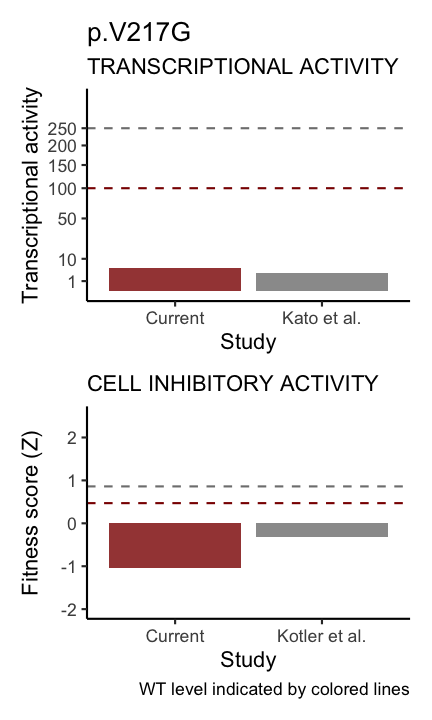 p.V217G
TRANSCRIPTIONAL ACTIVITY
Transcriptional activity
250
200
150
100
50
10
1
Current
Kato et al.
Study
CELL INHIBITORY ACTIVITY
Fitness score (Z)
2
1
0
-1
-2
Current
Kotler et al.
Study
WT level indicated by colored lines